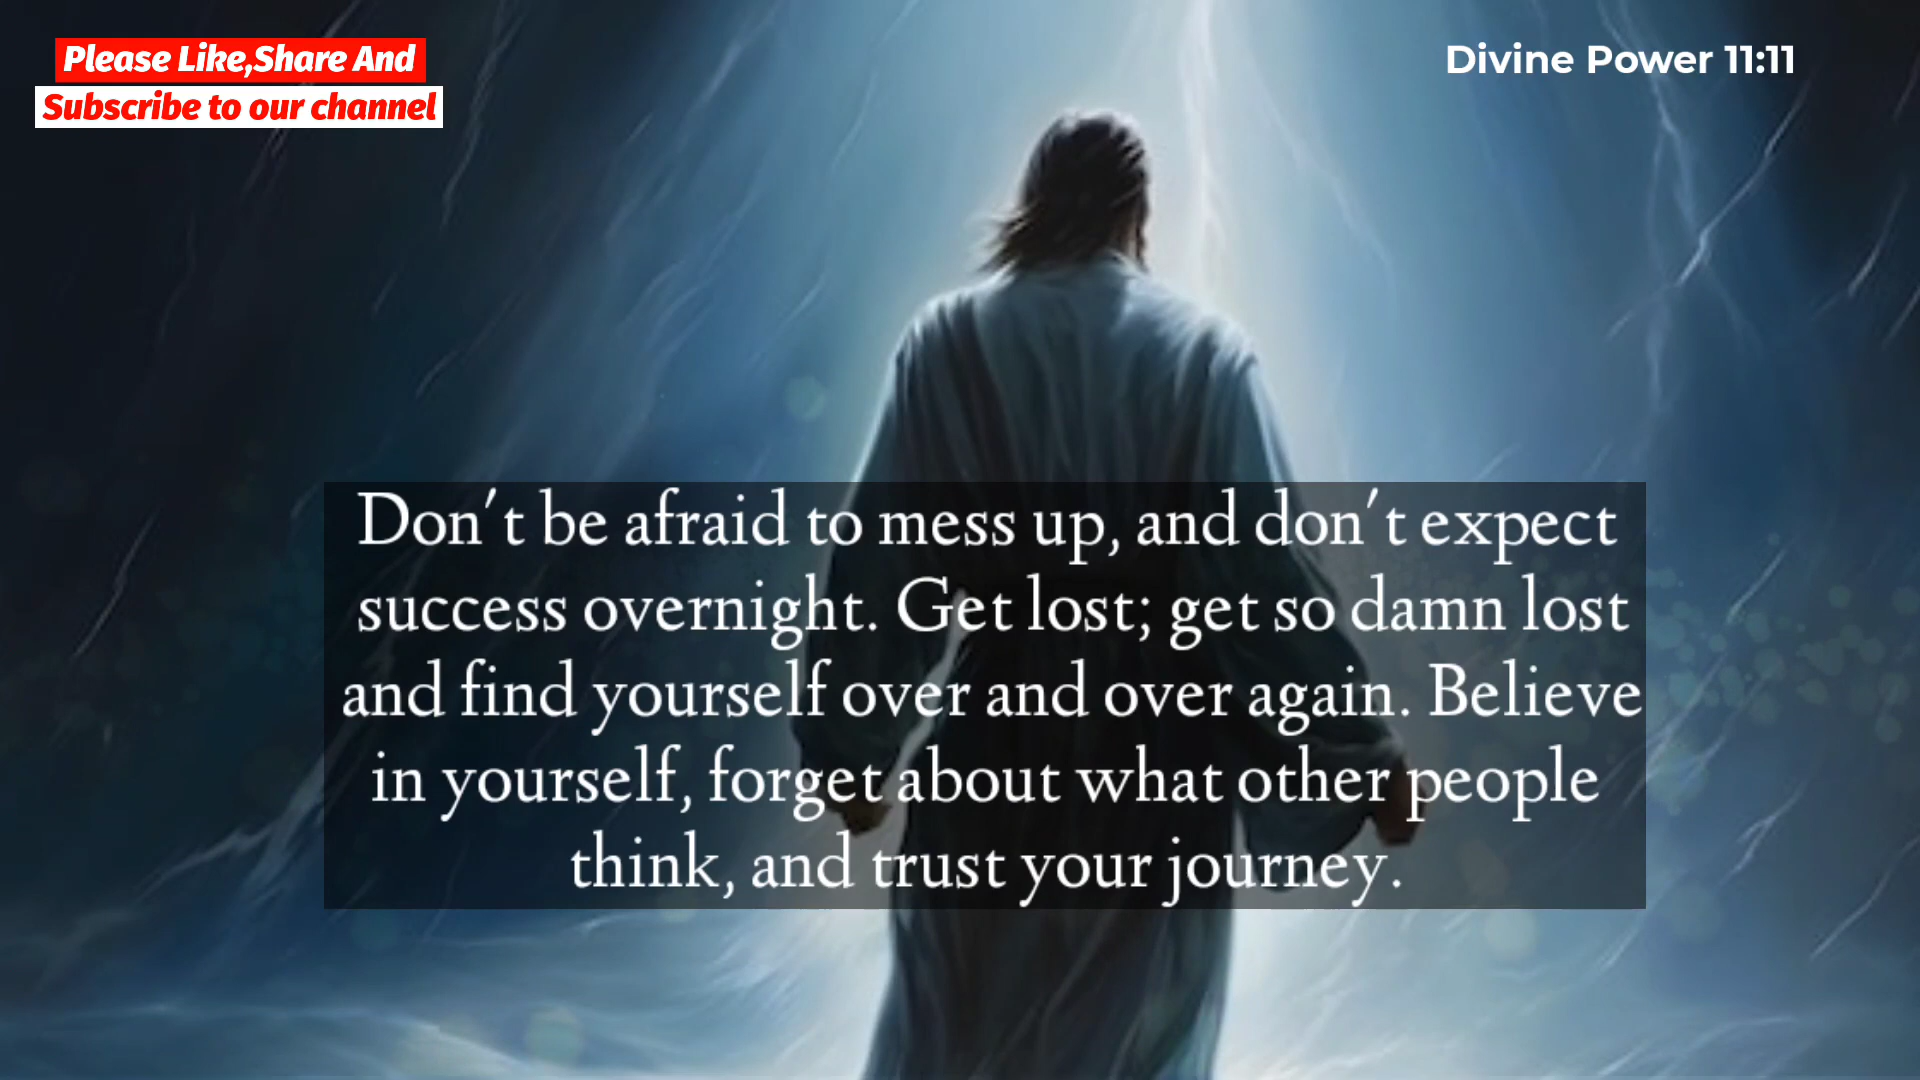 Please Like,Share And
Subscribe to our channel
Divine Power 11:11
Don't be afraid to mess up, and don't expect
success overnight. Get lost; get so damn lost
and find yourself over and over again. Believe
in yourself, forget about what other people
think, and trust your journey.